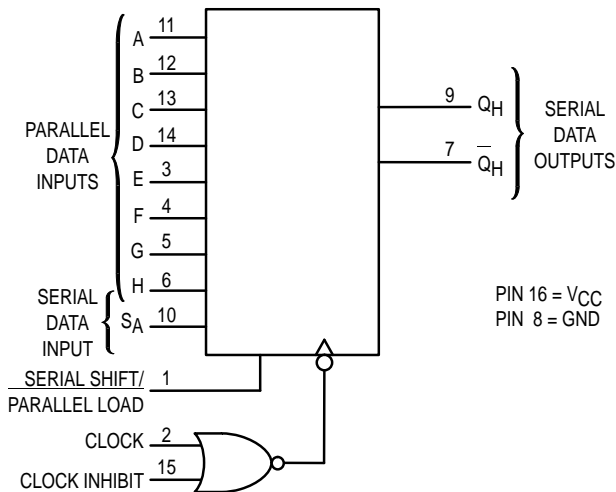 PARALLEL
DATA
INPUTS
A 11
B 12
C 13
D 14
E 3
F 4
G 5
H 6
SERIAL
DATA
INPUT
SA 10
SERIAL SHIFT/
PARALLEL LOAD
1
CLOCK 2
CLOCK INHIBIT 15
9 QH
7 Q̅H
SERIAL
DATA
OUTPUTS
PIN 16 = VCC
PIN 8 = GND